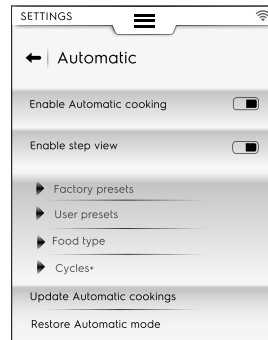 SETTINGS
Automatic
Enable Automatic cooking
Enable step view
Factory presets
User presets
Food type
Cycles+
Update Automatic cookings
Restore Automatic mode